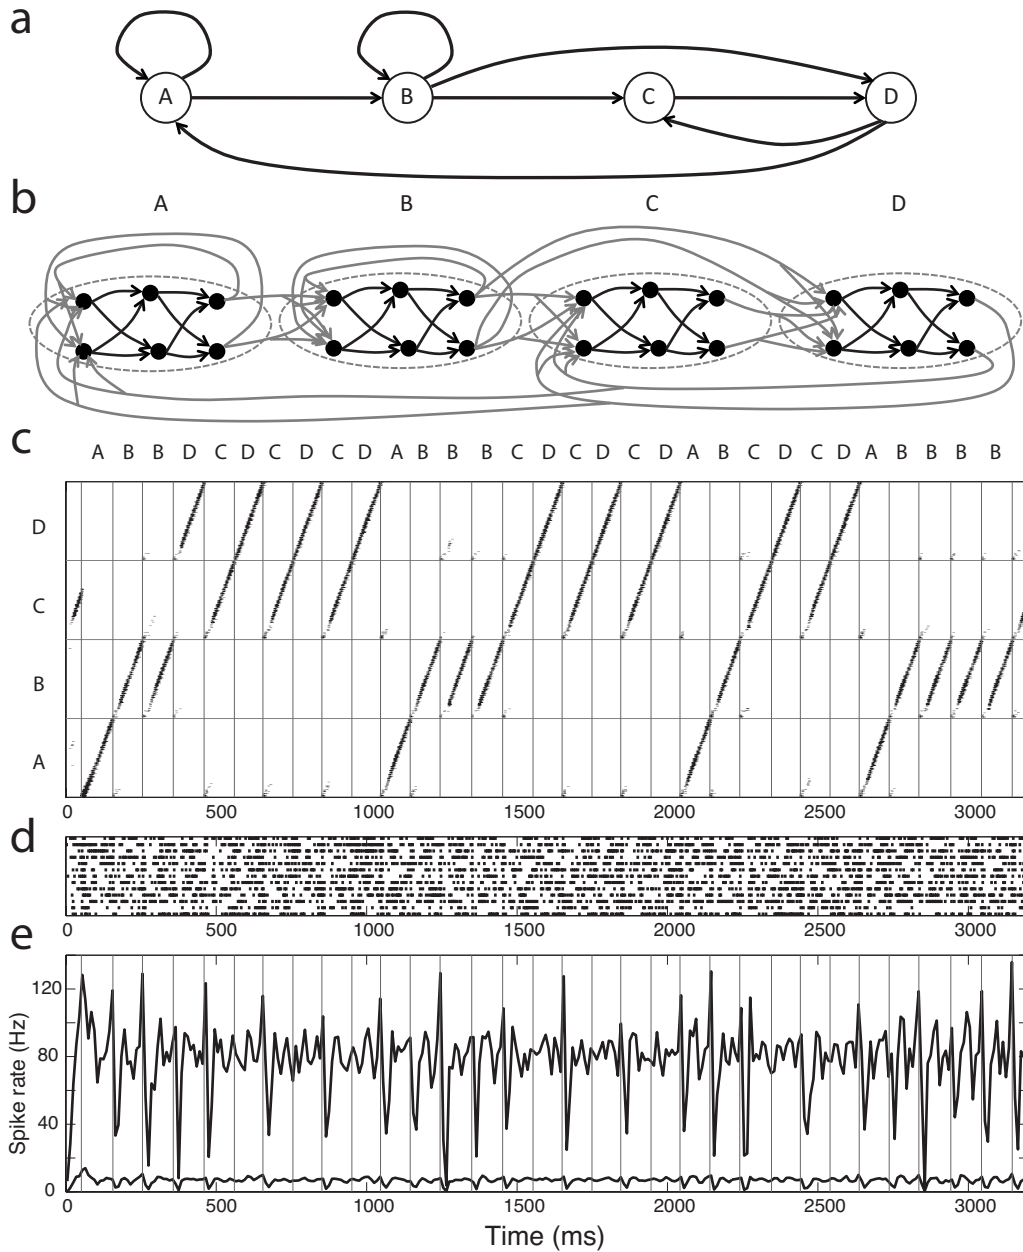 a
A B C D
b
A B C D
c
A B B D C D C D C D A B B B C D C D C D A B C D C D A B B B B
D
C
B
A
0 500 1000 1500 2000 2500 3000
d
0 500 1000 1500 2000 2500 3000
e
120
80
40
0
Spike rate (Hz)
0 500 1000 1500 2000 2500 3000
Time (ms)